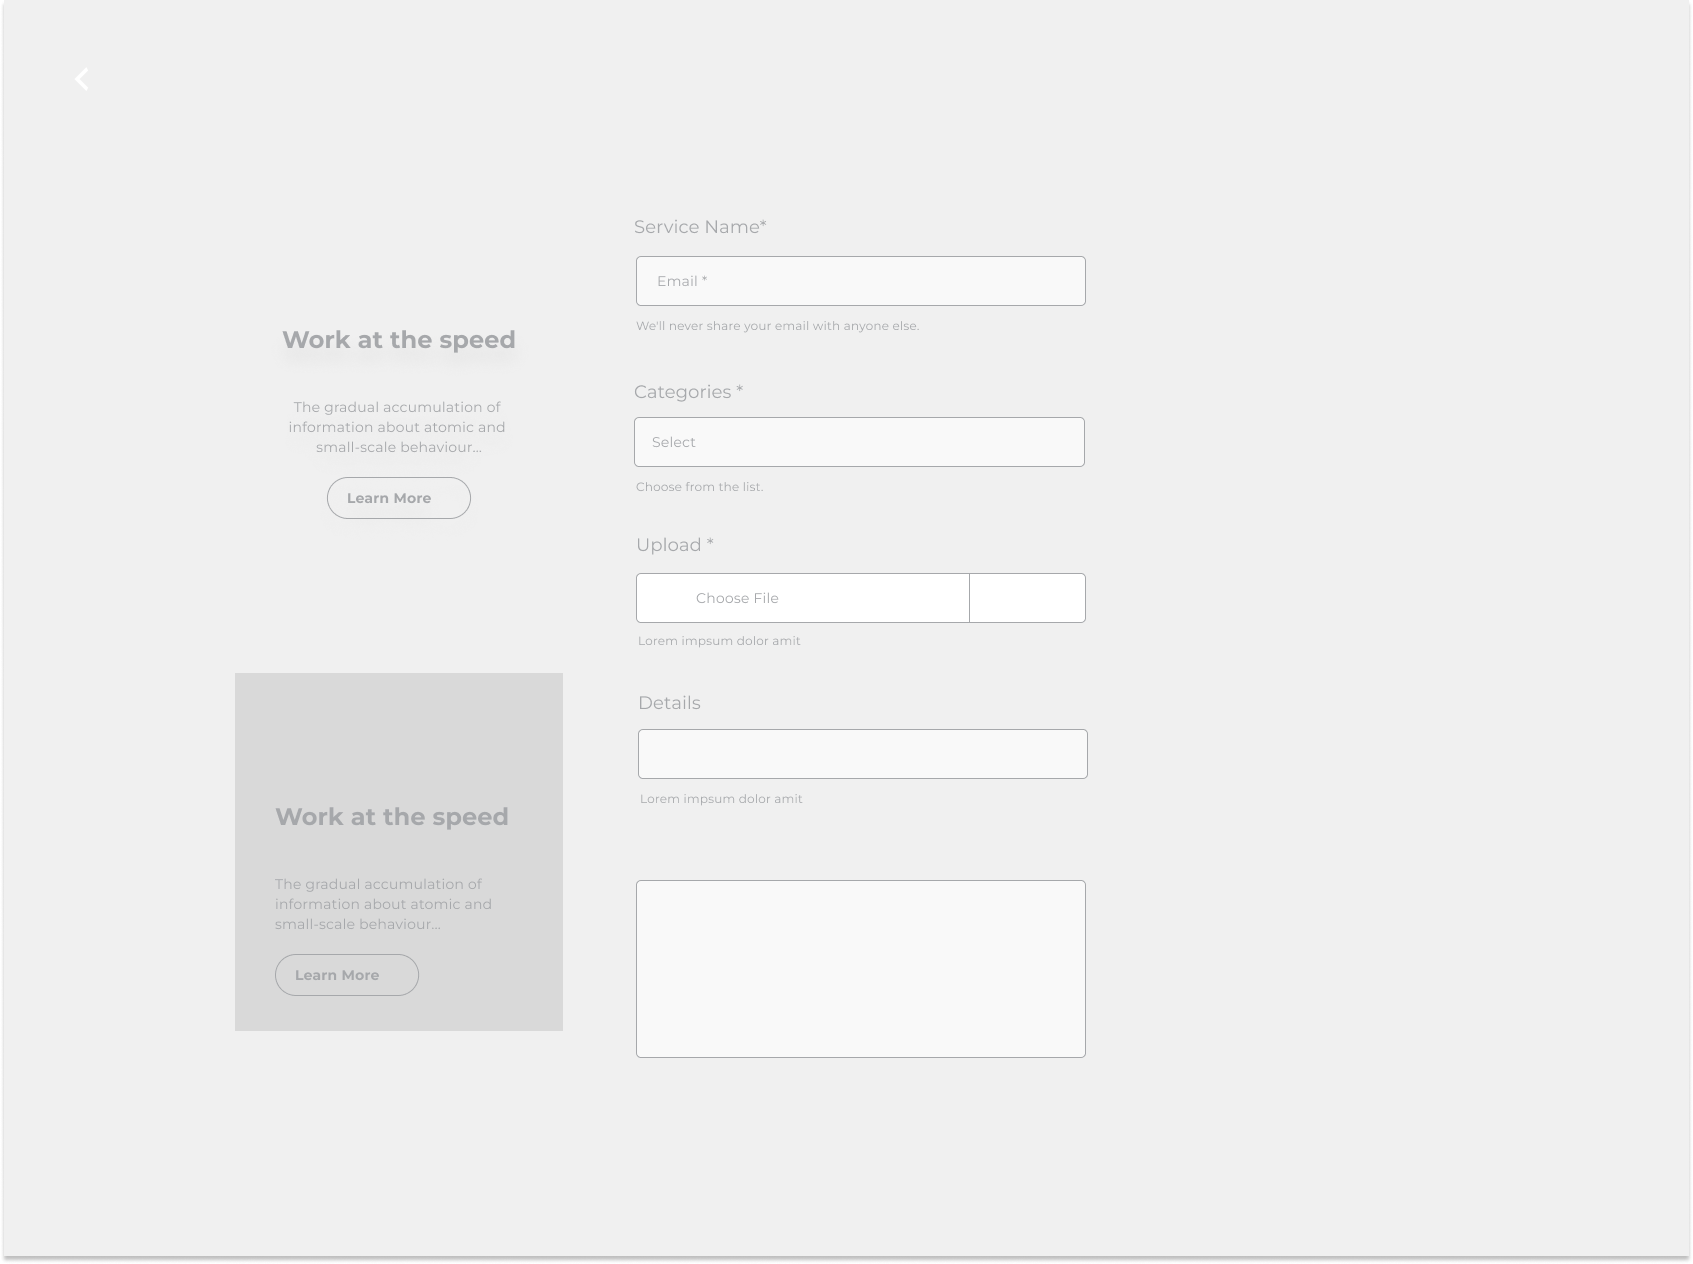 Work at the speed
The gradual accumulation of
information about atomic and
small-scale behaviour...
Learn More
Work at the speed
The gradual accumulation of
information about atomic and
small-scale behaviour...
Learn More
Service Name*
Email *
We'll never share your email with anyone else.
Categories *
Select
Choose from the list.
Upload *
Choose File
Lorem impsum dolor amit
Details
Lorem impsum dolor amit